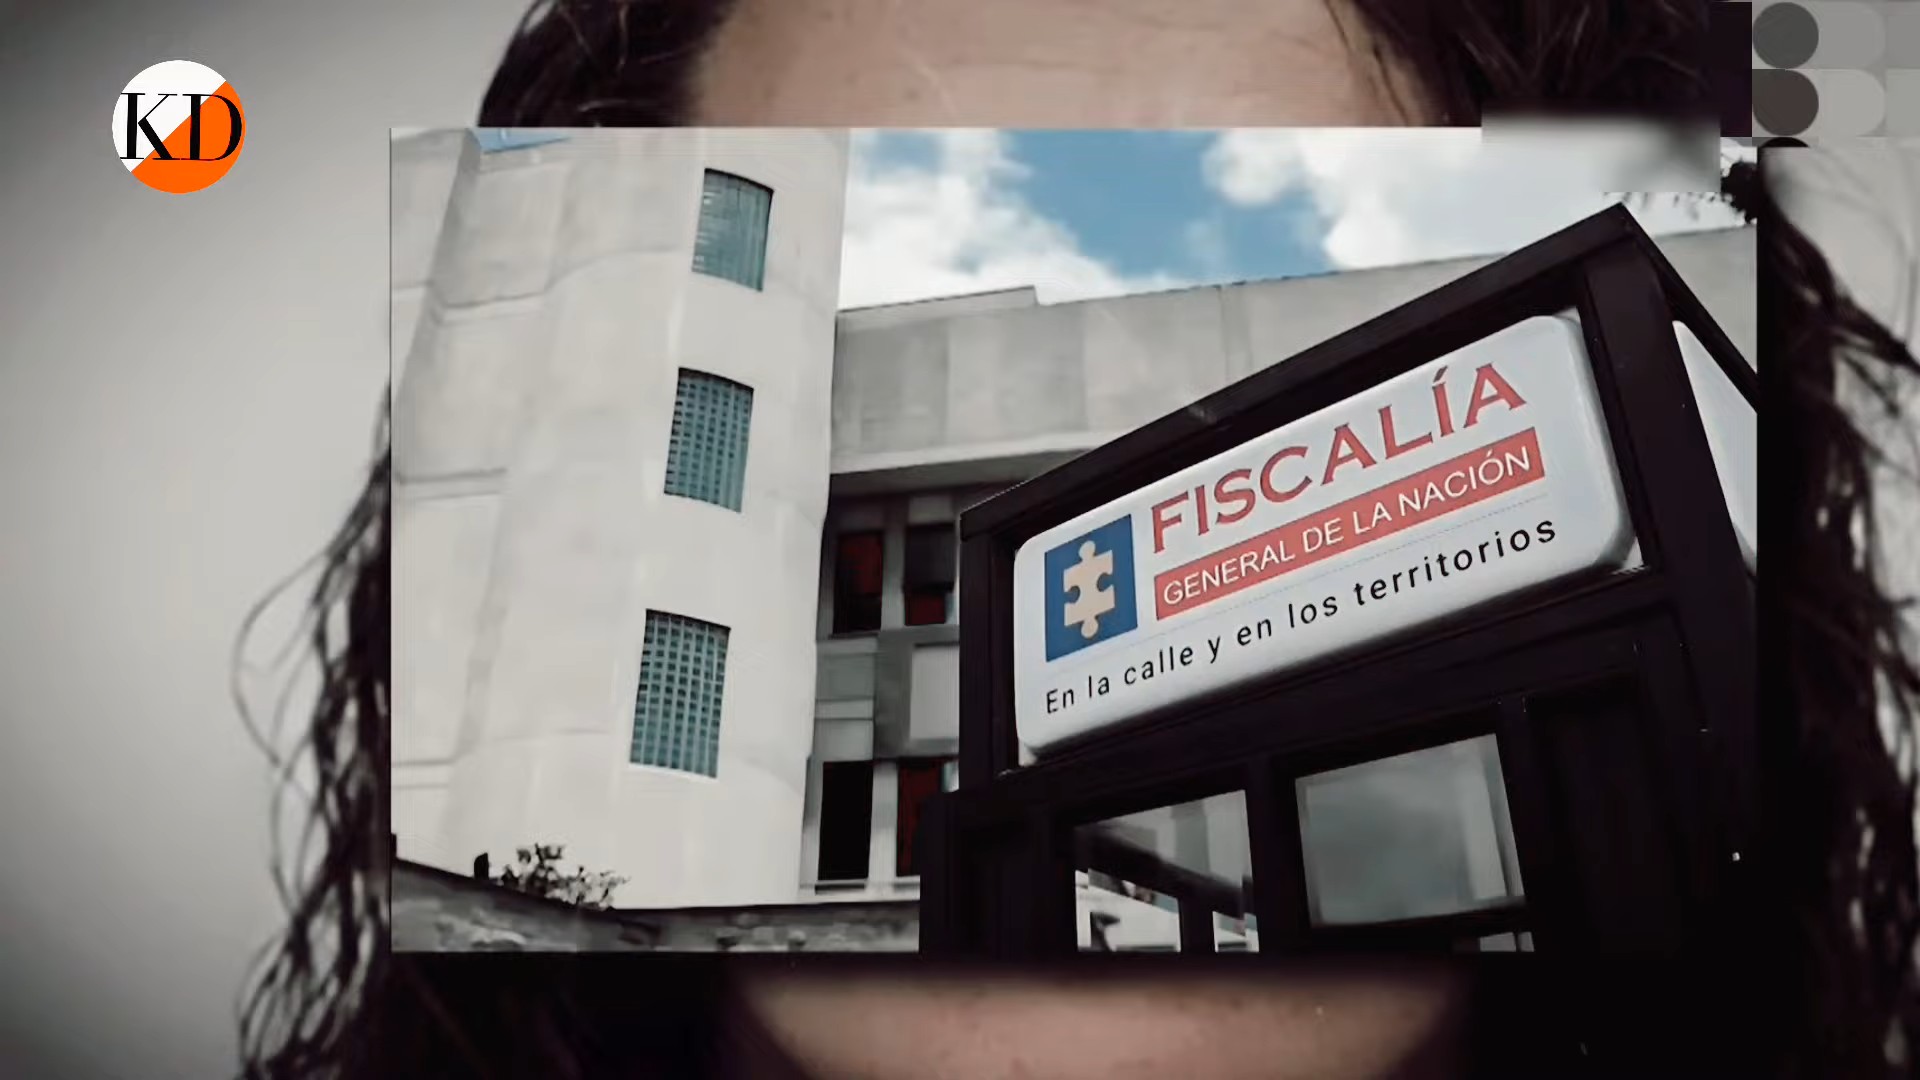 KD
FISCALÍA
GENERAL DE LA NACIÓN
En la calle y en los territorios